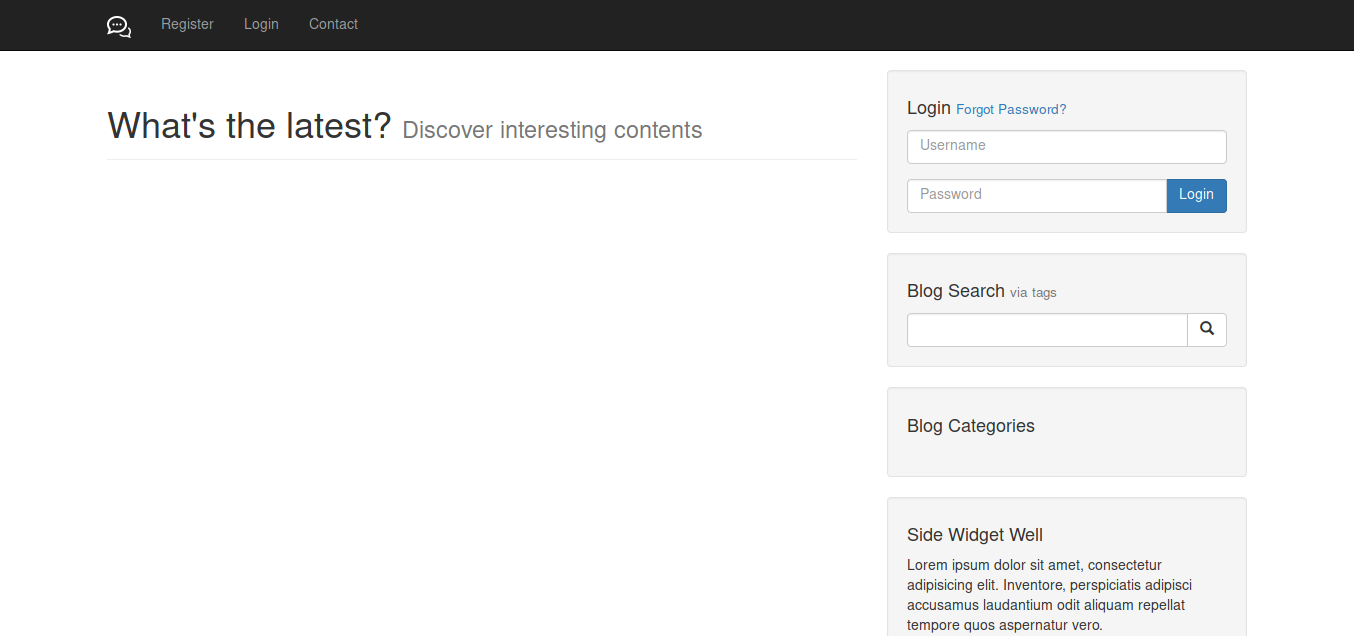 Register Login Contact
What's the latest? Discover interesting contents
Login Forgot Password?
Username
Password Login
Blog Search via tags
Blog Categories
Side Widget Well
Lorem ipsum dolor sit amet, consectetur
adipisicing elit. Inventore, perspiciatis adipisci
accusamus laudantium odit aliquam repellat
tempore quos aspernatur vero.